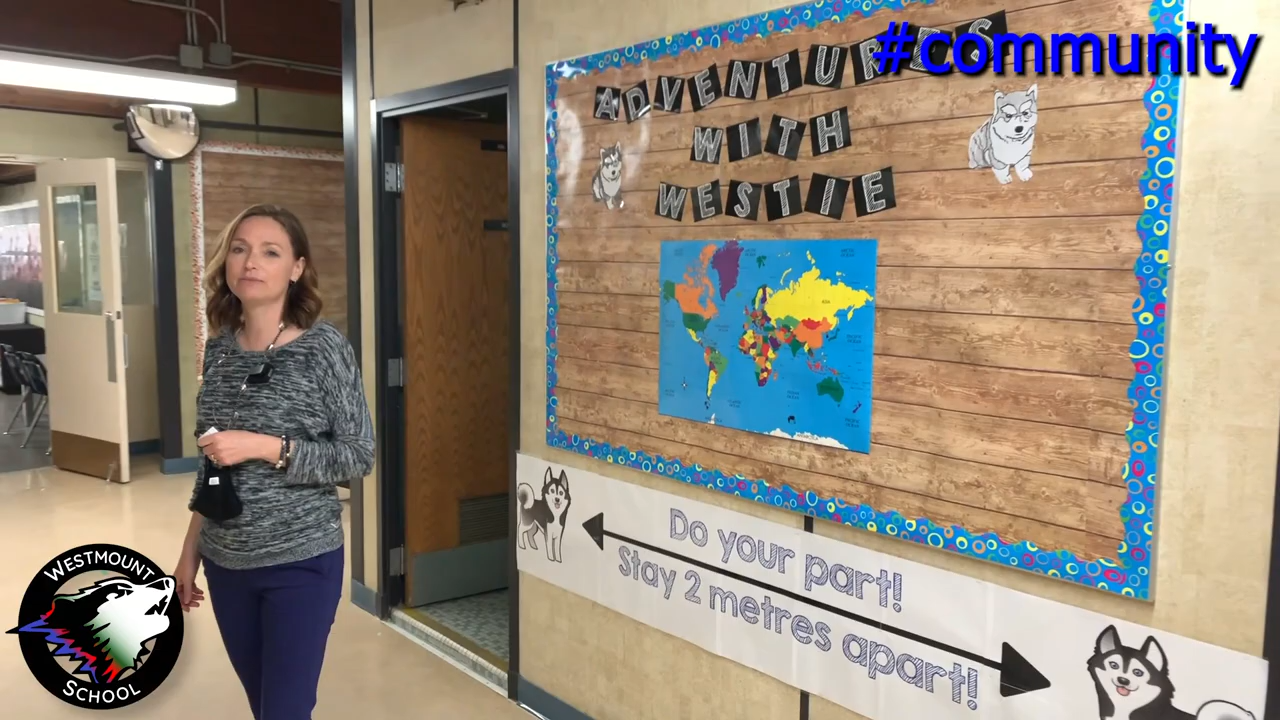 #community
ADVENTURES
WITH
WESTIE
Do your part!
Stay 2 metres apart!
WESTMOUNT
SCHOOL